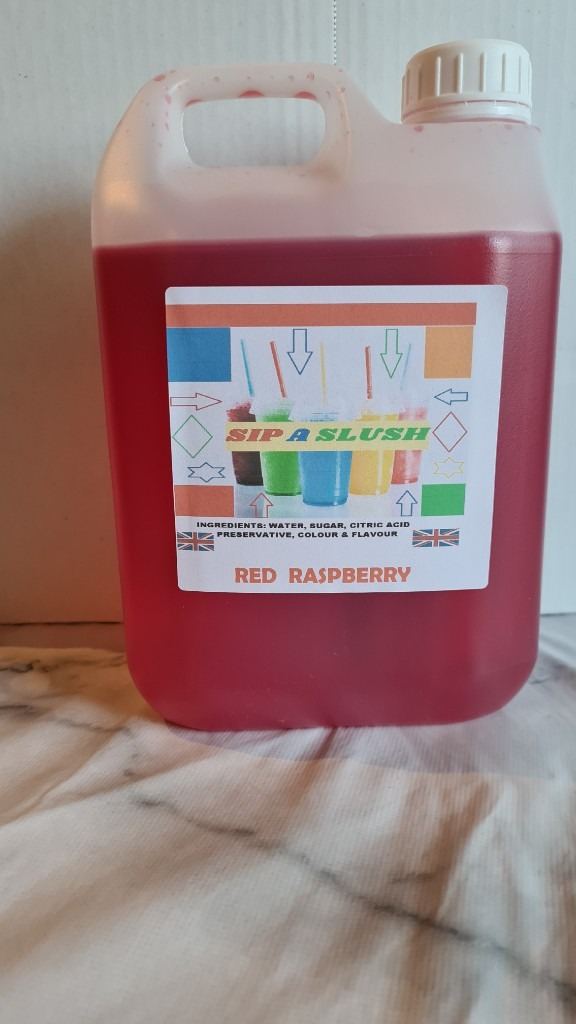 SIP A SLUSH
INGREDIENTS: WATER, SUGAR, CITRIC ACID
PRESERVATIVE, COLOUR & FLAVOUR
RED RASPBERRY